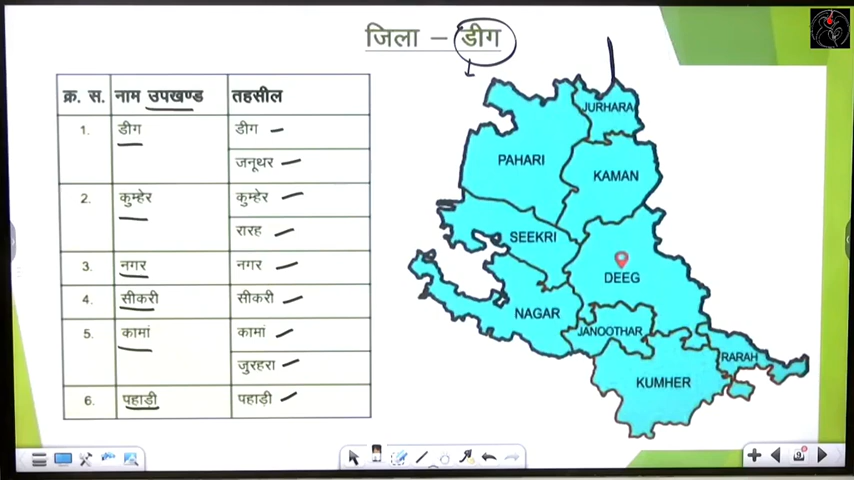 जिला – डीग
क्र. स. नाम उपखण्ड तहसील
1. डीग डीग
जनूथर
2. कुम्हेर कुम्हेर
रारह
3. नगर नगर
4. सीकरी सीकरी
5. कामां कामां
जुरहरा
6. पहाडी पहाड़ी
JURHARA
PAHARI
KAMAN
SEEKRI
DEEG
NAGAR
JANOOTHAR
RARAH
KUMHER